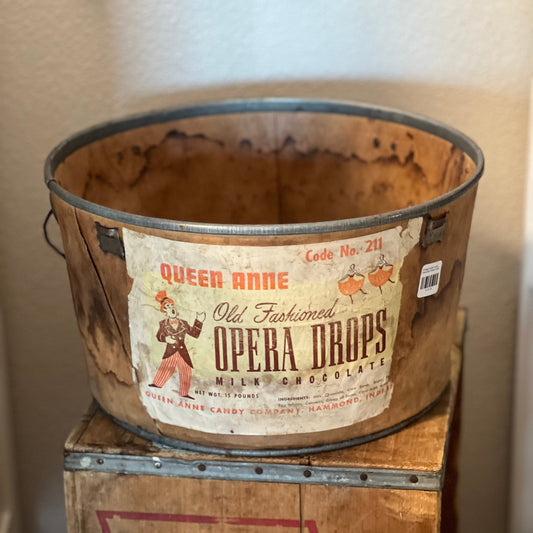 Code No. 211
QUEEN ANNE
Old Fashioned
OPERA DROPS
MILK CHOCOLATE
NET WGT. 15 POUNDS
INGREDIENTS:
QUEEN ANNE CANDY COMPANY, HAMMOND,